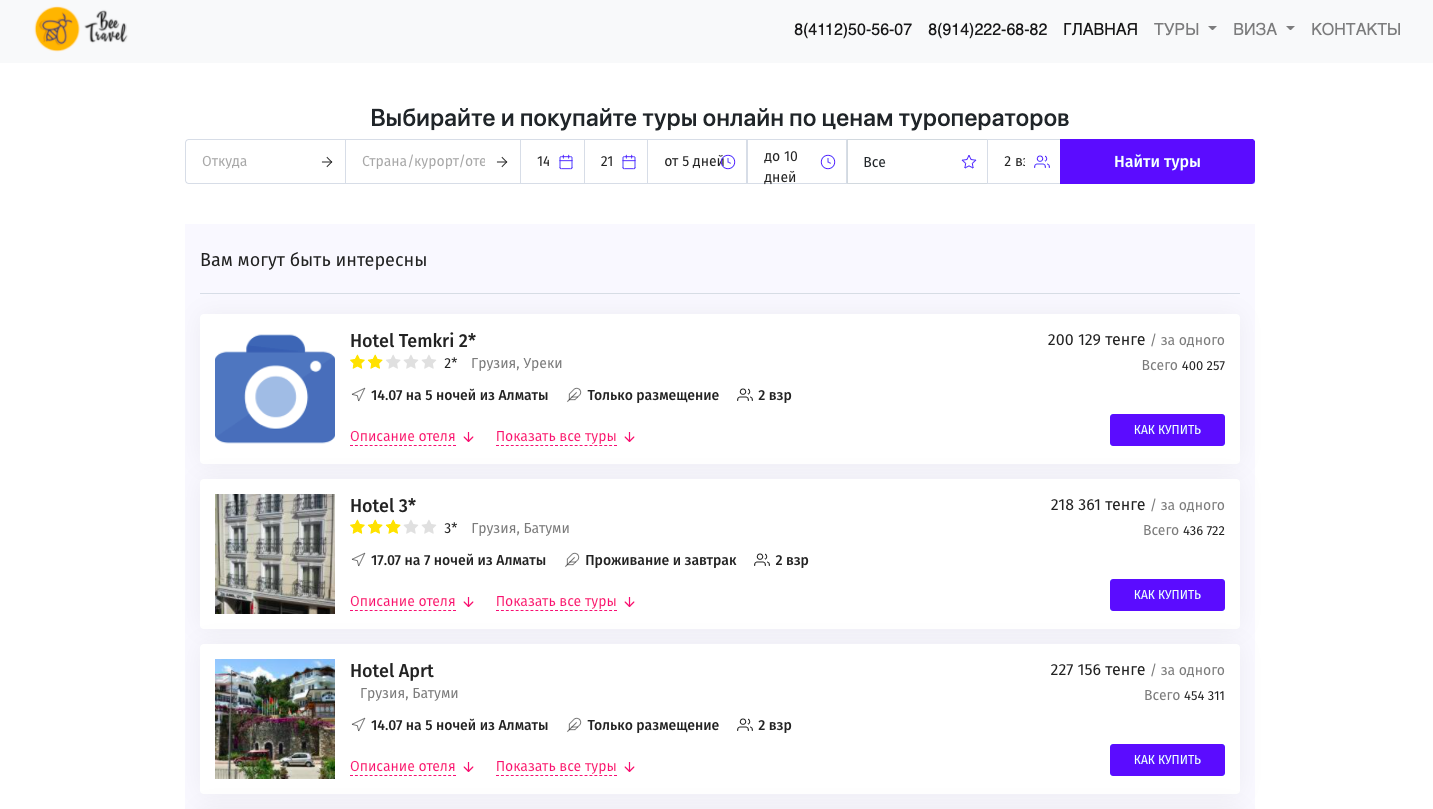 Bee
Travel
8(4112)50-56-07 8(914)222-68-82 ГЛАВНАЯ ТУРЫ ВИЗА КОНТАКТЫ
Выбирайте и покупайте туры онлайн по ценам туроператоров
Откуда Страна/курорт/оте 14 21 от 5 дней до 10 дней Все 2 вз Найти туры
Вам могут быть интересны
Hotel Temkri 2* 200 129 тенге / за одного
2* Грузия, Уреки Всего 400 257
14.07 на 5 ночей из Алматы Только размещение 2 взр
Описание отеля Показать все туры КАК КУПИТЬ
Hotel 3* 218 361 тенге / за одного
3* Грузия, Батуми Всего 436 722
17.07 на 7 ночей из Алматы Проживание и завтрак 2 взр
Описание отеля Показать все туры КАК КУПИТЬ
Hotel Aprt 227 156 тенге / за одного
Грузия, Батуми Всего 454 311
14.07 на 5 ночей из Алматы Только размещение 2 взр
Описание отеля Показать все туры КАК КУПИТЬ